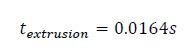 t_extrusion = 0.0164s